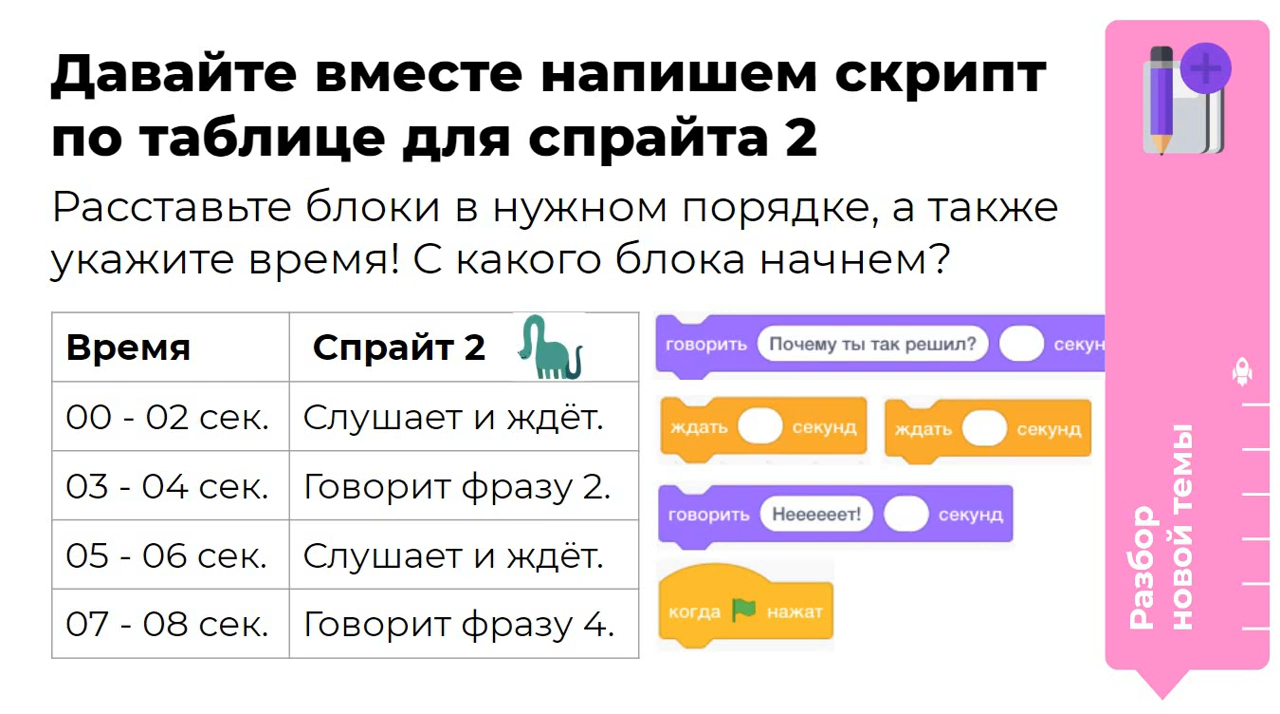 Давайте вместе напишем скрипт
по таблице для спрайта 2
Расставьте блоки в нужном порядке, а также
укажите время! С какого блока начнем?
Время Спрайт 2
00 - 02 сек. Слушает и ждёт.
03 - 04 сек. Говорит фразу 2.
05 - 06 сек. Слушает и ждёт.
07 - 08 сек. Говорит фразу 4.
говорить Почему ты так решил? секун
ждать секунд ждать секунд
говорить Неееееет! секунд
когда нажат
Разбор
новой темы